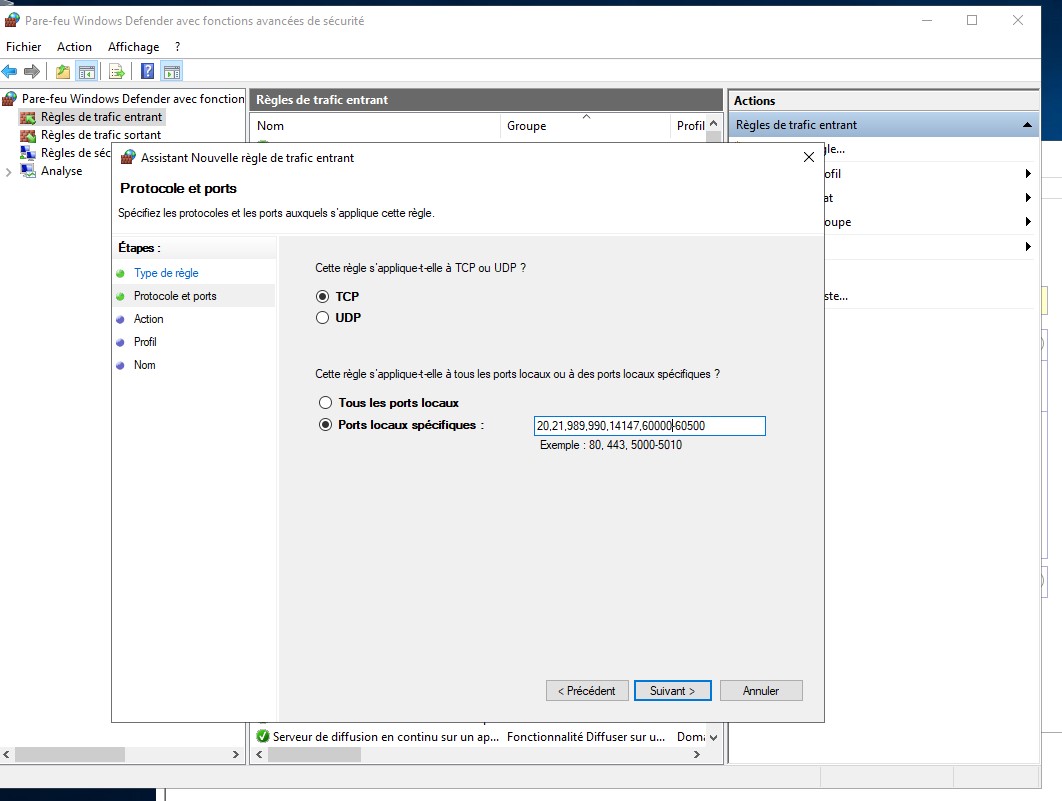 Pare-feu Windows Defender avec fonctions avancées de sécurité
Fichier Action Affichage ?
Pare-feu Windows Defender avec fonction
Règles de trafic entrant
Règles de trafic sortant
Règles de séc
Analyse
Règles de trafic entrant
Nom Groupe Profil
Actions
Règles de trafic entrant
gle...
ofil
at
oupe
ste...
Assistant Nouvelle règle de trafic entrant
Protocole et ports
Spécifiez les protocoles et les ports auxquels s'applique cette règle.
Étapes :
Type de règle
Protocole et ports
Action
Profil
Nom
Cette règle s'applique-t-elle à TCP ou UDP ?
TCP
UDP
Cette règle s'applique-t-elle à tous les ports locaux ou à des ports locaux spécifiques ?
Tous les ports locaux
Ports locaux spécifiques : 20,21,989,990,14147,60000-60500
Exemple : 80, 443, 5000-5010
< Précédent Suivant > Annuler
Serveur de diffusion en continu sur un ap... Fonctionnalité Diffuser sur u... Doma